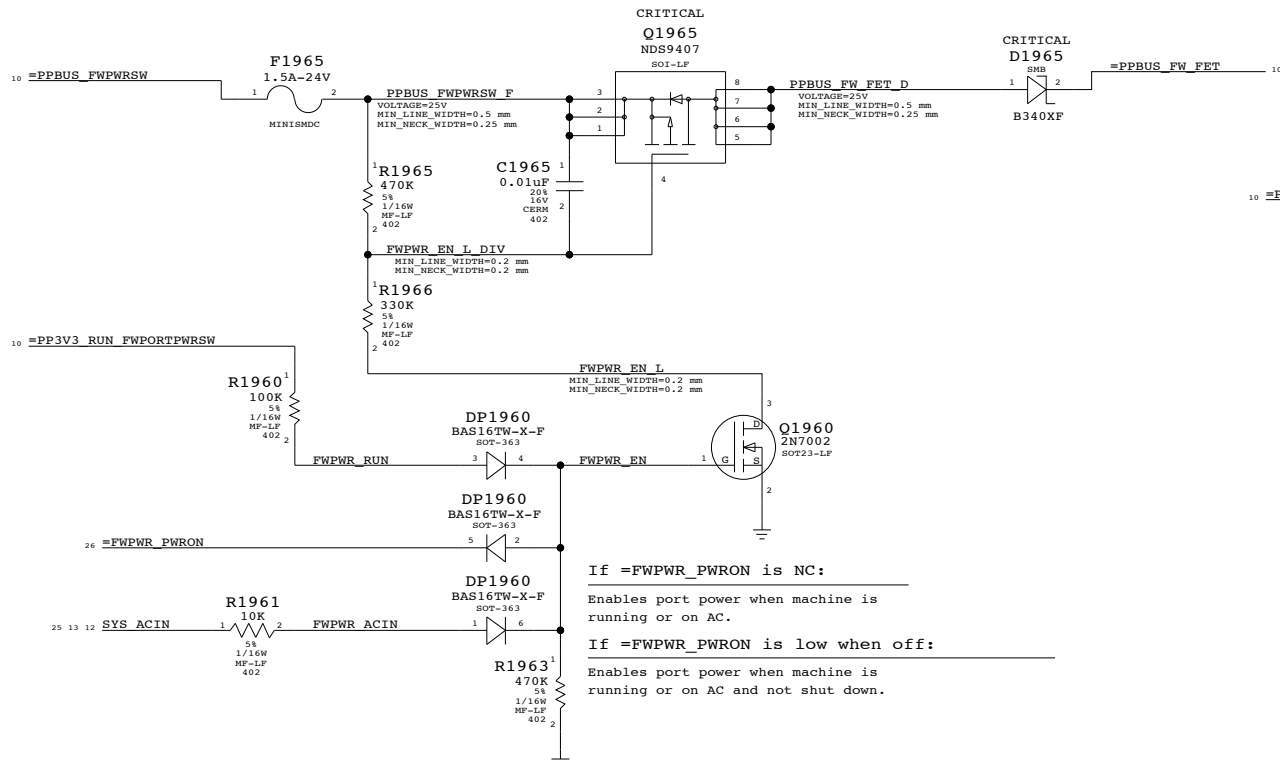 CRITICAL
Q1965
NDS9407
SOI-LF
CRITICAL
D1965
SMB
1 2
B340XF
F1965
1.5A-24V
1 2
MINISMDC
10 =PPBUS_FWPWRSW
PPBUS_FWPWRSW_F
VOLTAGE=25V
MIN_LINE_WIDTH=0.5 mm
MIN_NECK_WIDTH=0.25 mm
3
2
1
8
7
6
5
4
PPBUS_FW_FET_D
VOLTAGE=25V
MIN_LINE_WIDTH=0.5 mm
MIN_NECK_WIDTH=0.25 mm
=PPBUS_FW_FET
10
10 =P
1
R1965
470K
5%
1/16W
MF-LF
402
2
C1965
0.01uF
20%
16V
CERM
402
1
2
FWPWR_EN_L_DIV
MIN_LINE_WIDTH=0.2 mm
MIN_NECK_WIDTH=0.2 mm
1
R1966
330K
5%
1/16W
MF-LF
402
2
10 =PP3V3_RUN_FWPORTPWRSW
R1960
1
100K
5%
1/16W
MF-LF
402
2
FWPWR_EN_L
MIN_LINE_WIDTH=0.2 mm
MIN_NECK_WIDTH=0.2 mm
3
D
Q1960
2N7002
SOT23-LF
1
G
S
2
DP1960
BAS16TW-X-F
SOT-363
FWPWR_RUN
3 4
FWPWR_EN
DP1960
BAS16TW-X-F
SOT-363
26 =FWPWR_PWRON
5 2
DP1960
BAS16TW-X-F
SOT-363
25 13 12 SYS_ACIN
R1961
10K
1 2
5%
1/16W
MF-LF
402
FWPWR_ACIN
1 6
R1963
1
470K
5%
1/16W
MF-LF
402
2
If =FWPWR_PWRON is NC:
Enables port power when machine is
running or on AC.
If =FWPWR_PWRON is low when off:
Enables port power when machine is
running or on AC and not shut down.